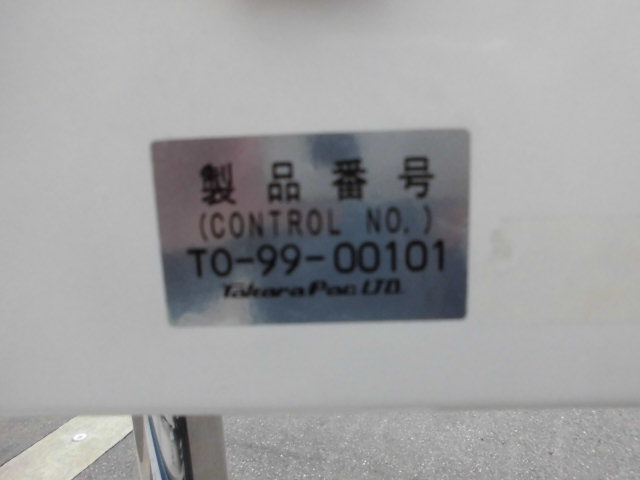 製品番号
(CONTROL NO.)
TO-99-00101
Takara Pac LTD.